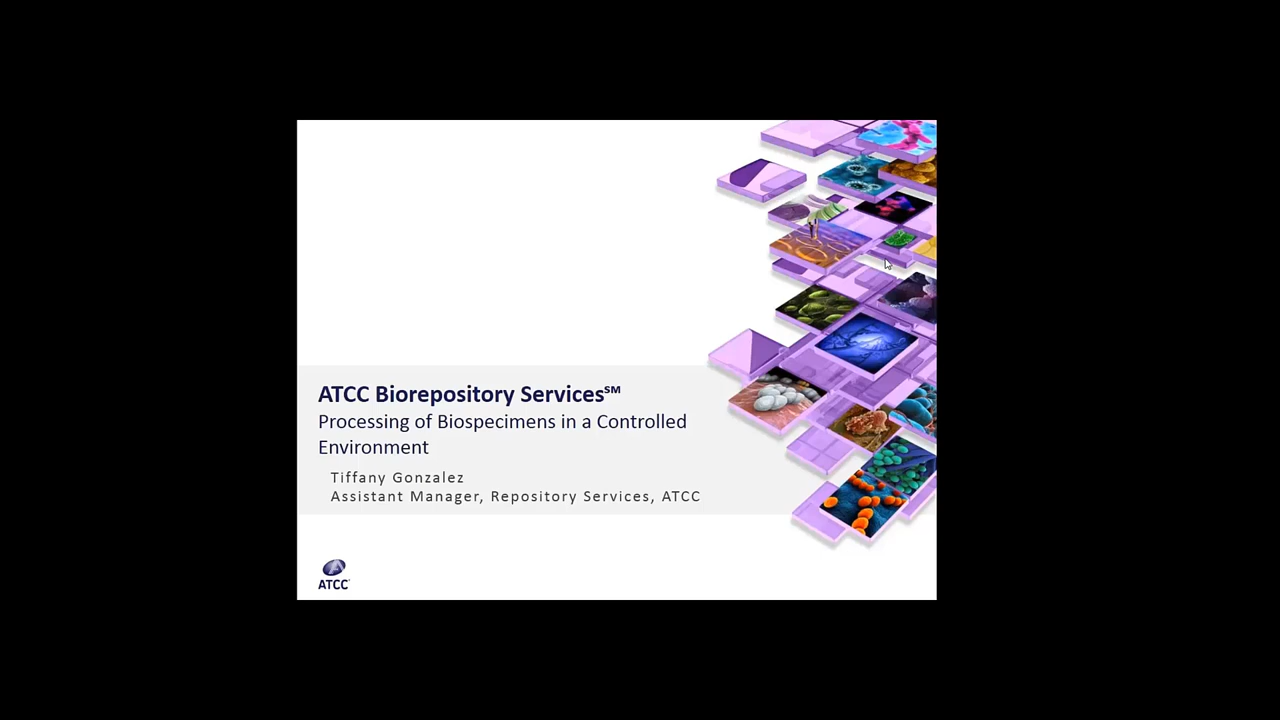 ATCC Biorepository Services℠
Processing of Biospecimens in a Controlled
Environment
Tiffany Gonzalez
Assistant Manager, Repository Services, ATCC
ATCC